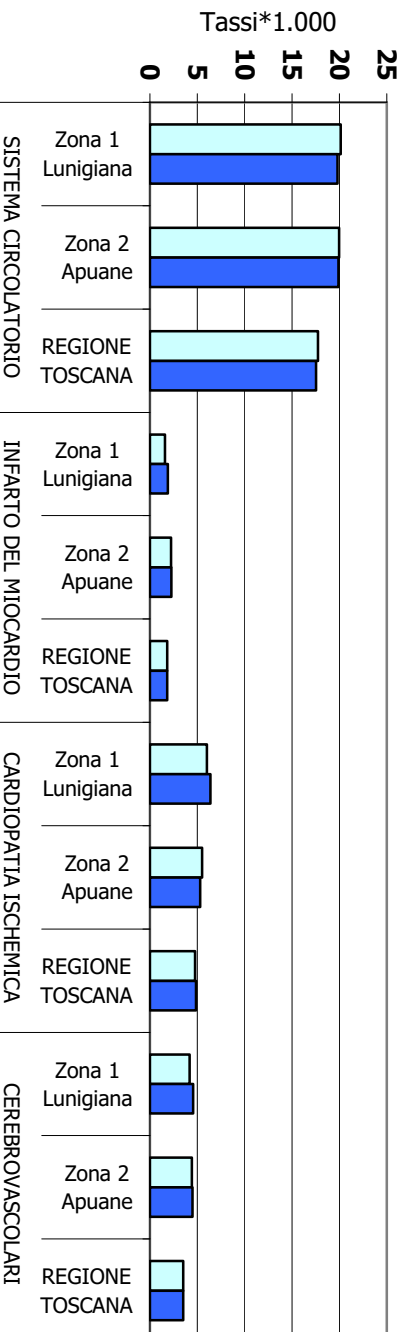 Tassi*1.000
0
5
10
15
20
25
Zona 1
Lunigiana
Zona 2
Apuane
REGIONE
TOSCANA
SISTEMA CIRCOLATORIO
Zona 1
Lunigiana
Zona 2
Apuane
REGIONE
TOSCANA
INFARTO DEL MIOCARDIO
Zona 1
Lunigiana
Zona 2
Apuane
REGIONE
TOSCANA
CARDIOPATIA ISCHEMICA
Zona 1
Lunigiana
Zona 2
Apuane
REGIONE
TOSCANA
CEREBROVASCOLARI